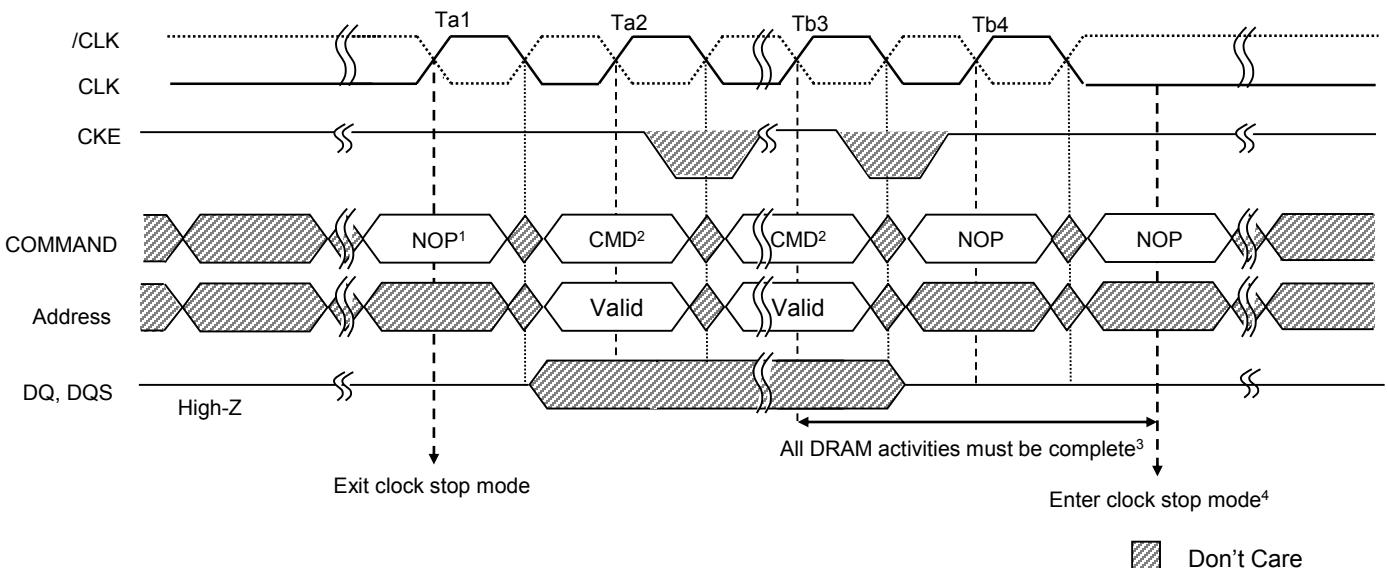 Ta1 Ta2 Tb3 Tb4
/CLK
CLK
CKE
COMMAND NOP¹ CMD² CMD² NOP NOP
Address Valid Valid
DQ, DQS
High-Z
All DRAM activities must be complete³
Exit clock stop mode
Enter clock stop mode⁴
Don't Care